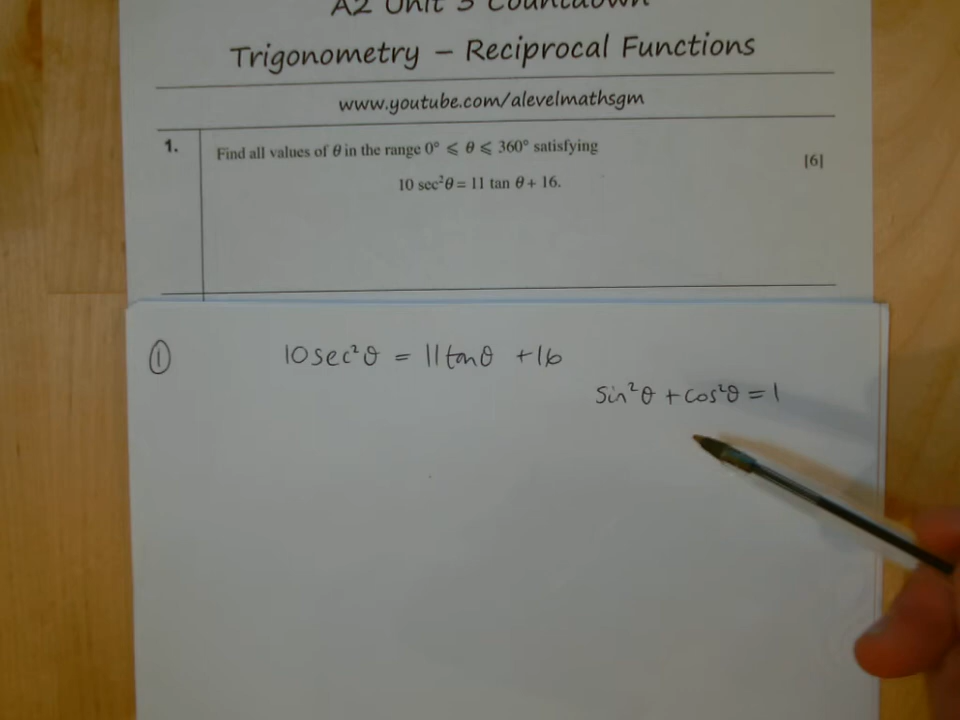 A2 Unit 3 Countdown
Trigonometry – Reciprocal Functions
www.youtube.com/alevelmathsgm
1. Find all values of θ in the range 0° ⩽ θ ⩽ 360° satisfying [6]
10 sec²θ = 11 tan θ + 16.
① 10sec²θ = 11tanθ +16
sin²θ + cos²θ = 1